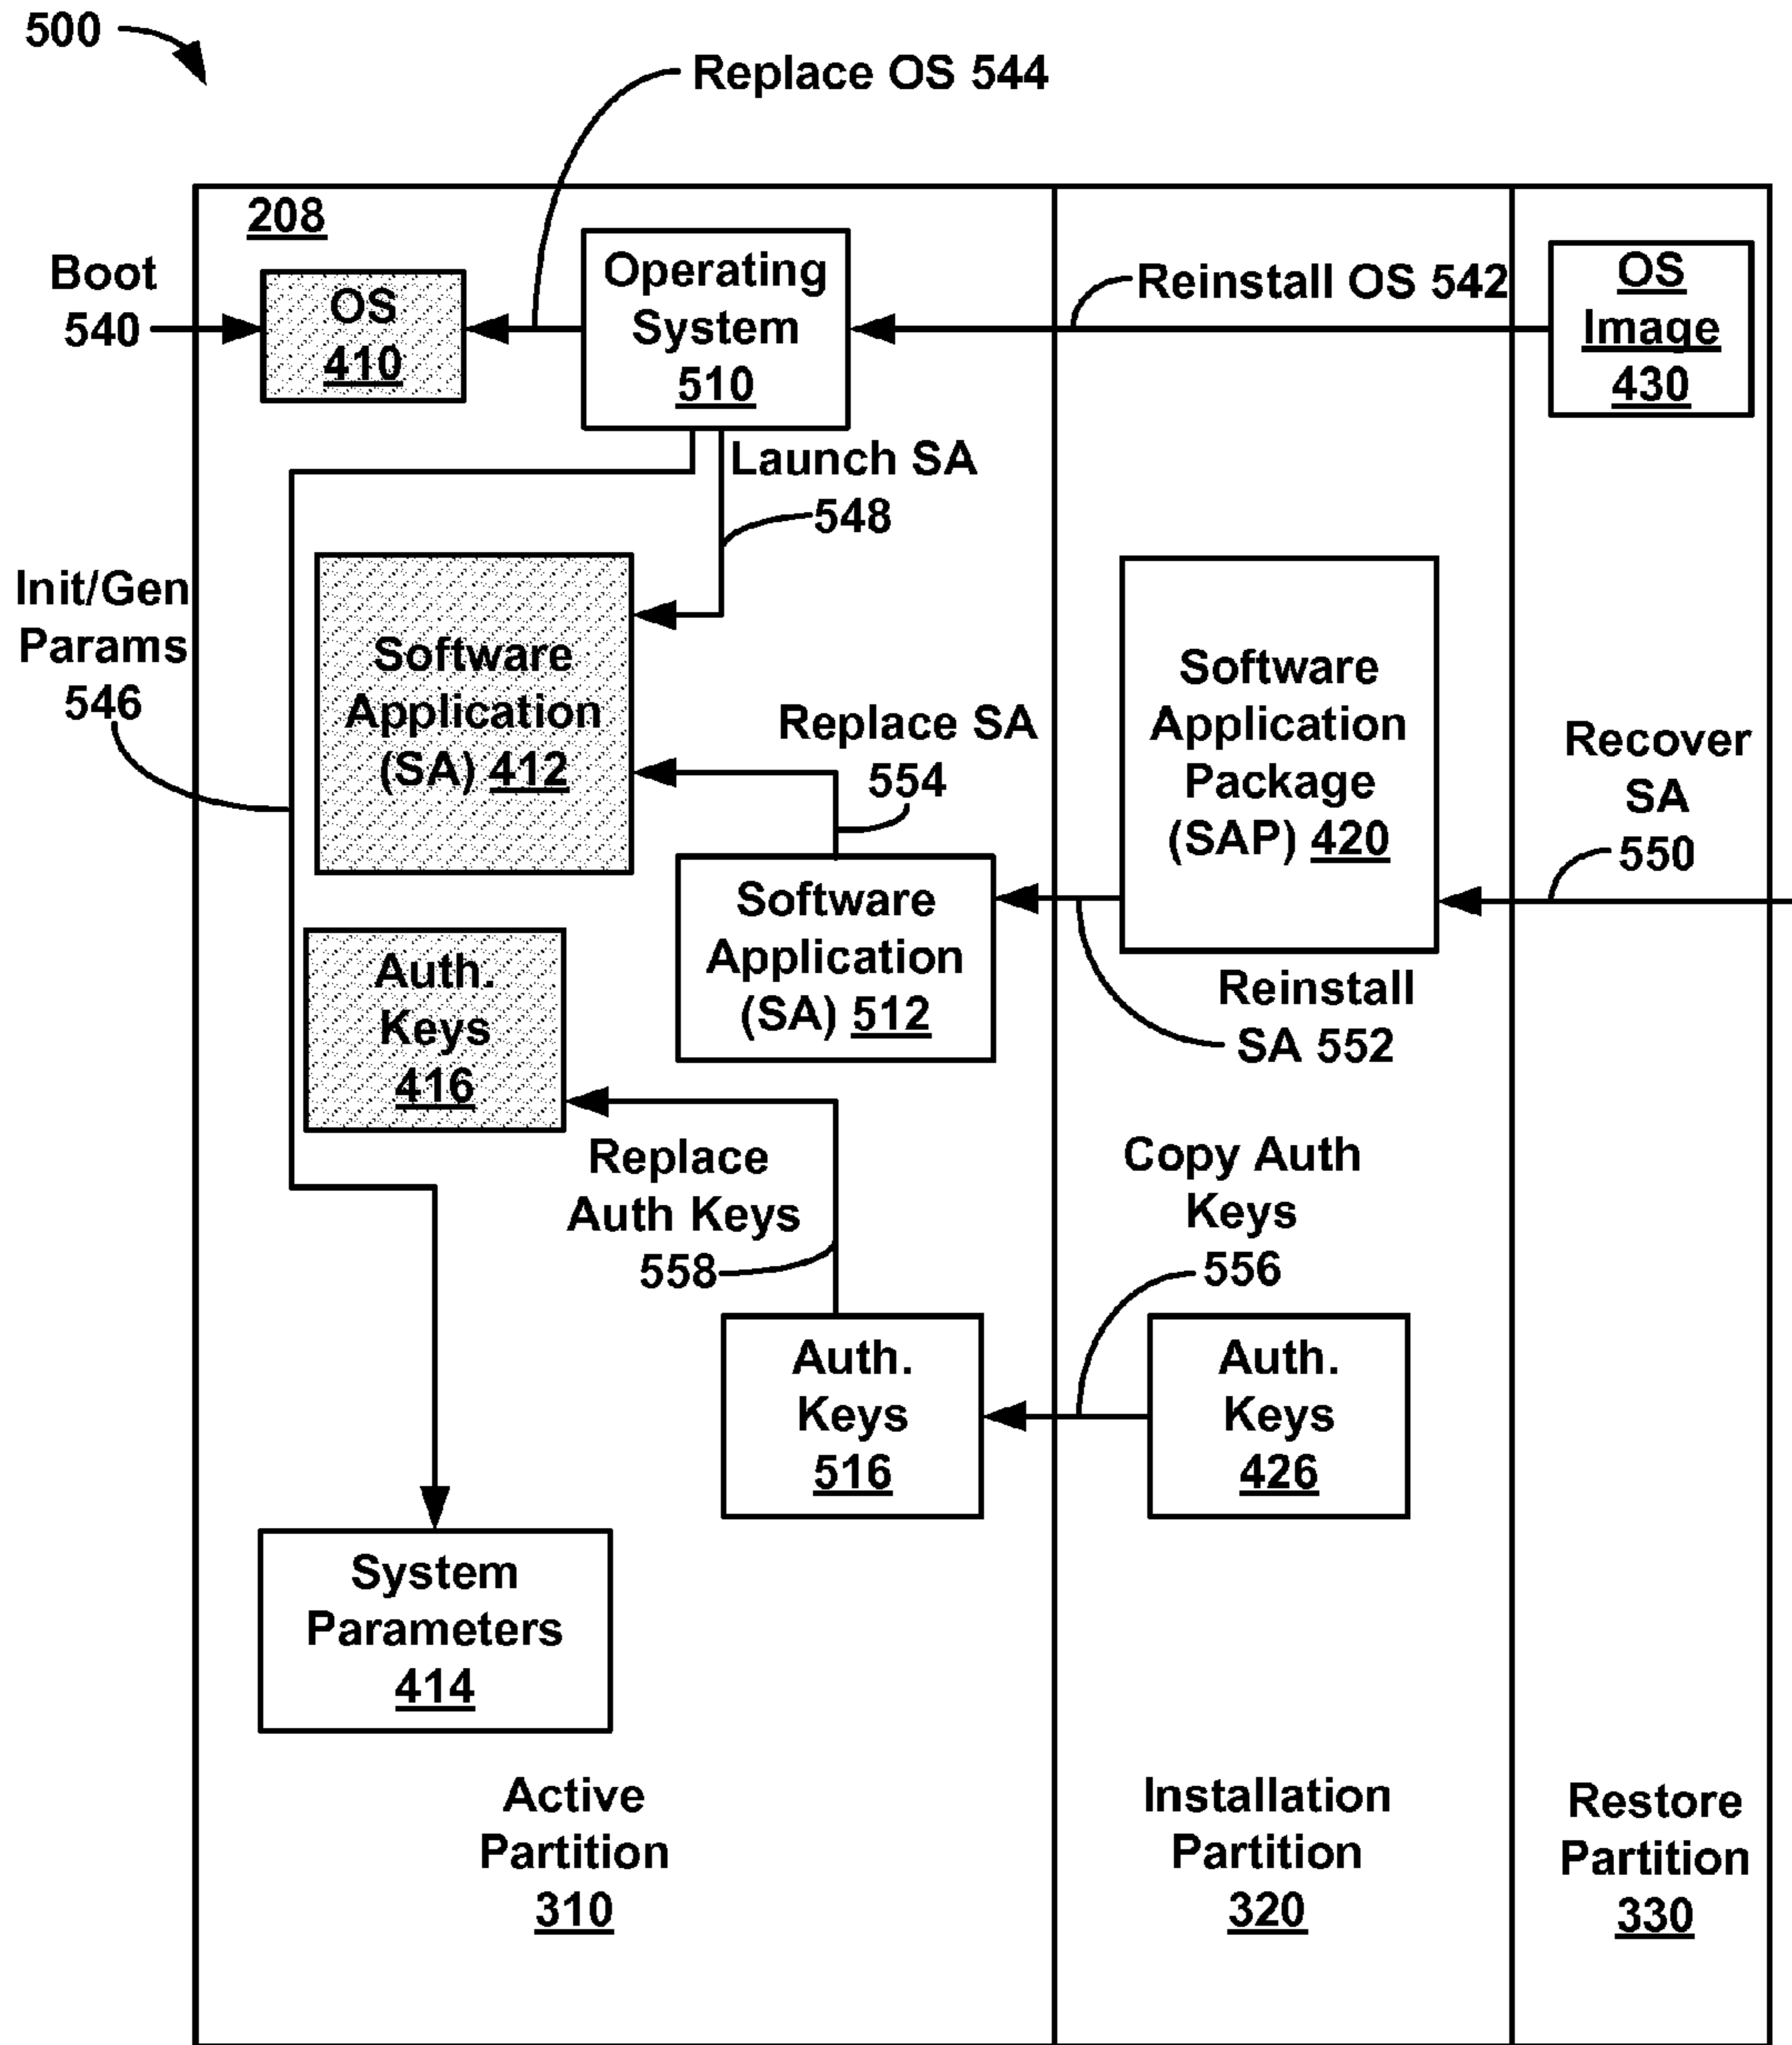 500
Replace OS 544
208
Boot
540
OS
410
Operating
System
510
Reinstall OS 542
OS
Image
430
Launch SA
548
Init/Gen
Params
546
Software
Application
(SA) 412
Replace SA
554
Software
Application
Package
(SAP) 420
Recover
SA
550
Software
Application
(SA) 512
Reinstall
SA 552
Auth.
Keys
416
Replace
Auth Keys
558
Copy Auth
Keys
556
Auth.
Keys
516
Auth.
Keys
426
System
Parameters
414
Active
Partition
310
Installation
Partition
320
Restore
Partition
330